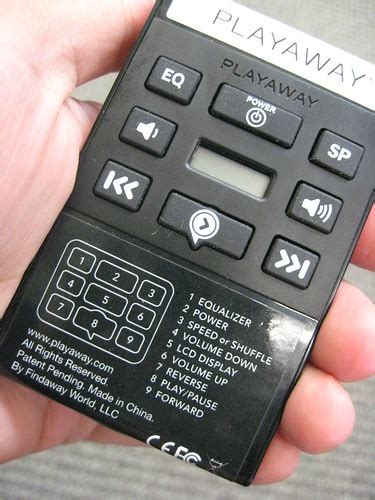 PLAYAWAY
PLAYAWAY
EQ
POWER
SP
1 2 3
4 5 6
7 8 9
1 EQUALIZER
2 POWER
3 SPEED or SHUFFLE
4 VOLUME DOWN
5 LCD DISPLAY
6 VOLUME UP
7 REVERSE
8 PLAY/PAUSE
9 FORWARD
www.playaway.com
All Rights Reserved.
Patent Pending. Made in China.
By Findaway World, LLC
CE FC